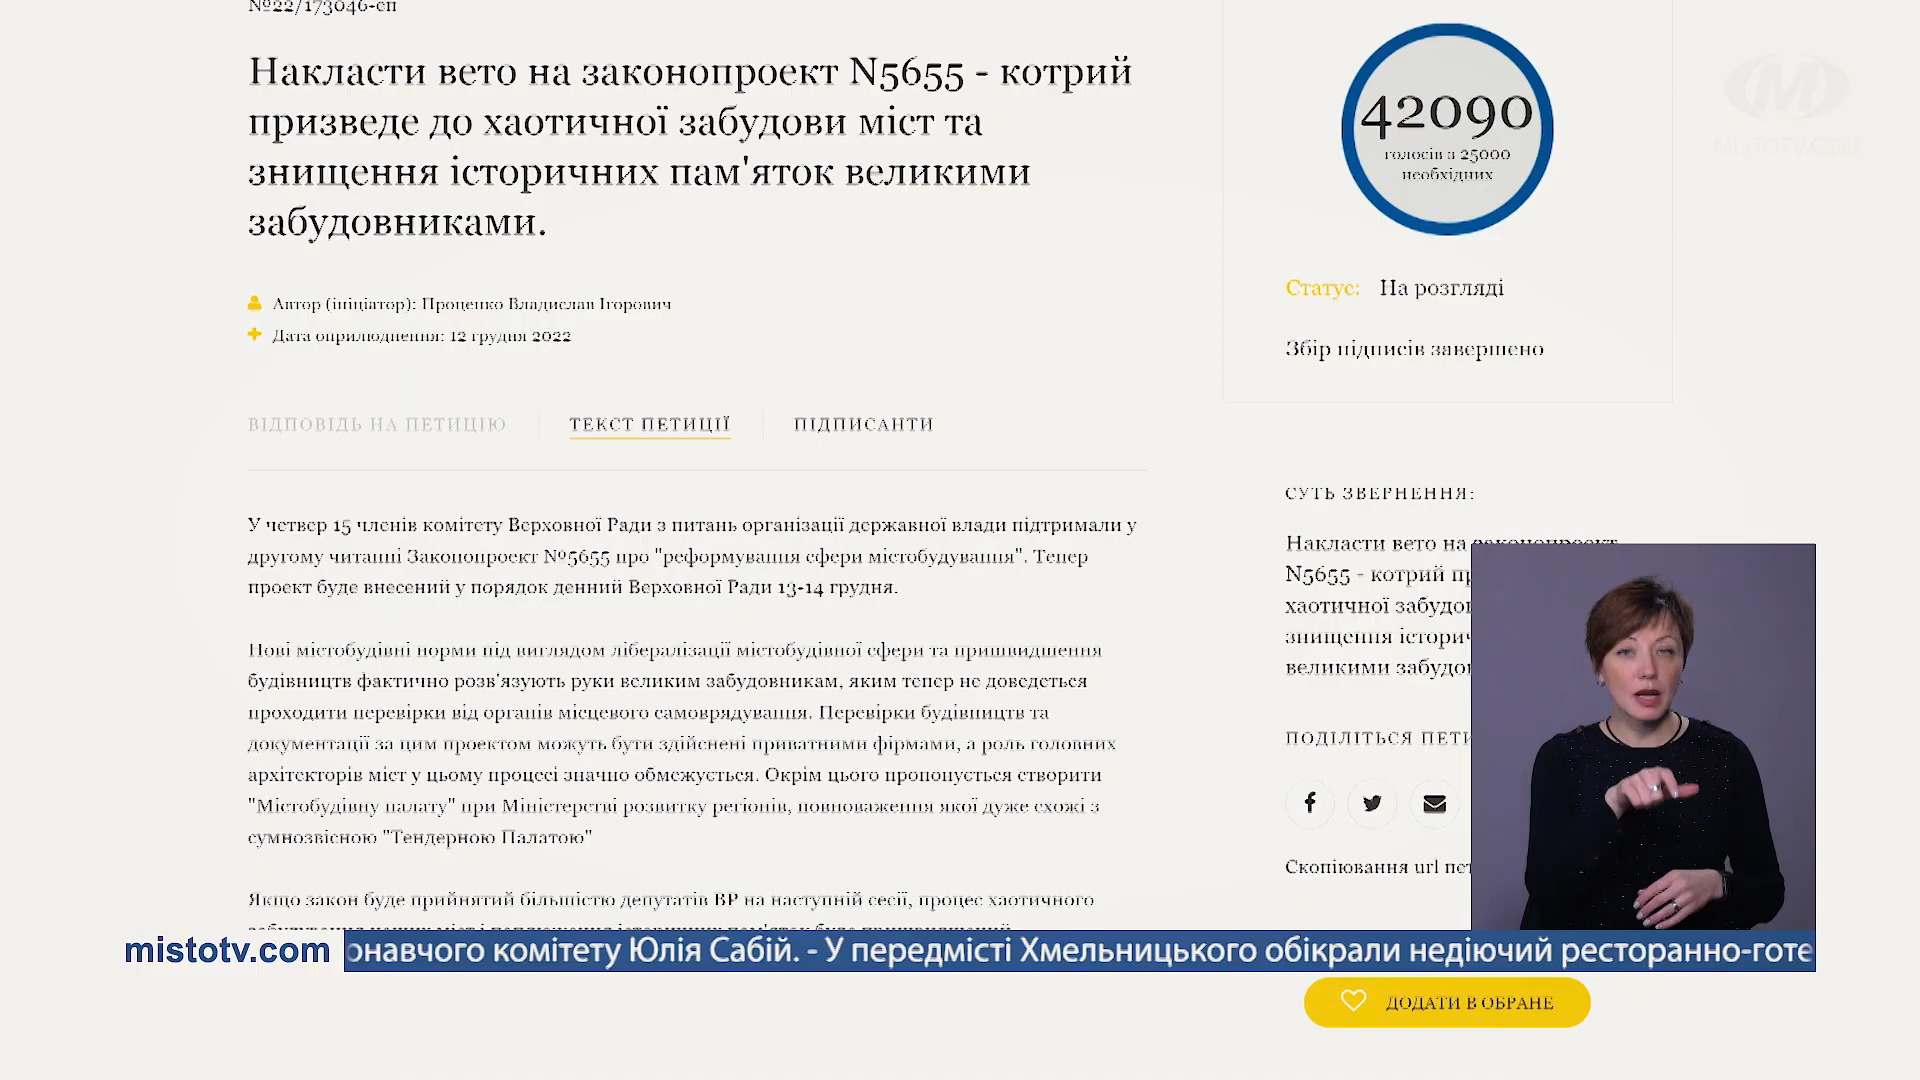 №22/173046-еп
Накласти вето на законопроект N5655 - котрий
призведе до хаотичної забудови міст та
знищення історичних пам'яток великими
забудовниками.
Автор (ініціатор): Проценко Владислав Ігорович
Дата оприлюднення: 12 грудня 2022
ВІДПОВІДЬ НА ПЕТИЦІЮ
ТЕКСТ ПЕТИЦІЇ
ПІДПИСАНТИ
У четвер 15 членів комітету Верховної Ради з питань організації державної влади підтримали у
другому читанні Законопроект №5655 про "реформування сфери містобудування". Тепер
проект буде внесений у порядок денний Верховної Ради 13-14 грудня.
Нові містобудівні норми під виглядом лібералізації містобудівної сфери та пришвидшення
будівництв фактично розв'язують руки великим забудовникам, яким тепер не доведеться
проходити перевірки від органів місцевого самоврядування. Перевірки будівництв та
документації за цим проектом можуть бути здійснені приватними фірмами, а роль головних
архітекторів міст у цьому процесі значно обмежується. Окрім цього пропонується створити
"Містобудівну палату" при Міністерстві розвитку регіонів, повноваження якої дуже схожі з
сумнозвісною "Тендерною Палатою"
Якщо закон буде прийнятий більшістю депутатів ВР на наступній сесії, процес хаотичного
42090
голосів з 25000
необхідних
Статус: На розгляді
Збір підписів завершено
СУТЬ ЗВЕРНЕННЯ:
Накласти вето на законопроект
N5655 - котрий пр
хаотичної забудов
знищення історич
великими забудов
ПОДІЛІТЬСЯ ПЕТИ
Скопіювання url пет
ДОДАТИ В ОБРАНЕ
MISTOTV.COM
mistotv.com
онавчого комітету Юлія Сабій. - У передмісті Хмельницького обікрали недіючий ресторанно-готе